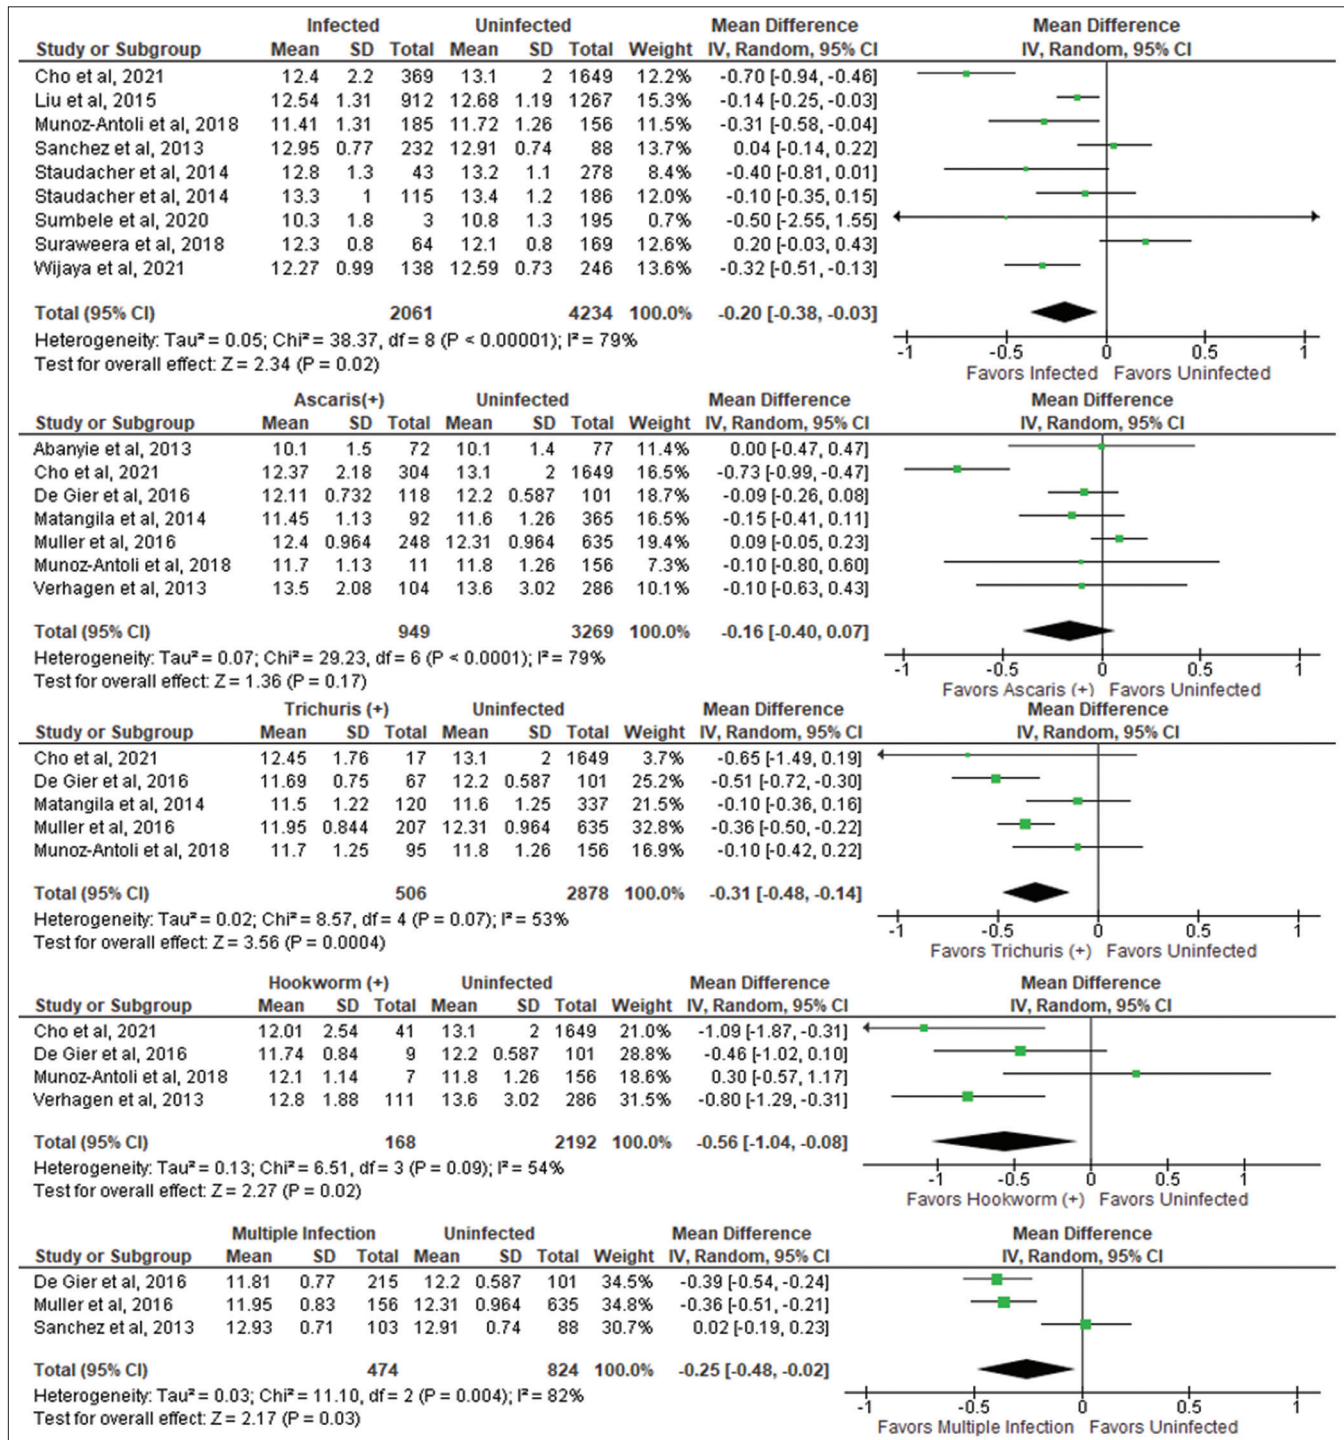 Infected Uninfected Mean Difference Mean Difference
Study or Subgroup Mean SD Total Mean SD Total Weight IV, Random, 95% CI IV, Random, 95% CI
Cho et al, 2021 12.4 2.2 369 13.1 2 1649 12.2% -0.70 [-0.94, -0.46]
Liu et al, 2015 12.54 1.31 912 12.68 1.19 1267 15.3% -0.14 [-0.25, -0.03]
Munoz-Antoli et al, 2018 11.41 1.31 185 11.72 1.26 156 11.5% -0.31 [-0.58, -0.04]
Sanchez et al, 2013 12.95 0.77 232 12.91 0.74 88 13.7% 0.04 [-0.14, 0.22]
Staudacher et al, 2014 12.8 1.3 43 13.2 1.1 278 8.4% -0.40 [-0.81, 0.01]
Staudacher et al, 2014 13.3 1 115 13.4 1.2 186 12.0% -0.10 [-0.35, 0.15]
Sumbele et al, 2020 10.3 1.8 3 10.8 1.3 195 0.7% -0.50 [-2.55, 1.55]
Suraweera et al, 2018 12.3 0.8 64 12.1 0.8 169 12.6% 0.20 [-0.03, 0.43]
Wijaya et al, 2021 12.27 0.99 138 12.59 0.73 246 13.6% -0.32 [-0.51, -0.13]
Total (95% CI) 2061 4234 100.0% -0.20 [-0.38, -0.03]
Heterogeneity: Tau² = 0.05; Chi² = 38.37, df = 8 (P < 0.00001); I² = 79%
Test for overall effect: Z = 2.34 (P = 0.02)
-1 -0.5 0 0.5 1
Favors Infected Favors Uninfected
Ascaris(+) Uninfected Mean Difference Mean Difference
Study or Subgroup Mean SD Total Mean SD Total Weight IV, Random, 95% CI IV, Random, 95% CI
Abanyie et al, 2013 10.1 1.5 72 10.1 1.4 77 11.4% 0.00 [-0.47, 0.47]
Cho et al, 2021 12.37 2.18 304 13.1 2 1649 16.5% -0.73 [-0.99, -0.47]
De Gier et al, 2016 12.11 0.732 118 12.2 0.587 101 18.7% -0.09 [-0.26, 0.08]
Matangila et al, 2014 11.45 1.13 92 11.6 1.26 365 16.5% -0.15 [-0.41, 0.11]
Muller et al, 2016 12.4 0.964 248 12.31 0.964 635 19.4% 0.09 [-0.05, 0.23]
Munoz-Antoli et al, 2018 11.7 1.13 11 11.8 1.26 156 7.3% -0.10 [-0.80, 0.60]
Verhagen et al, 2013 13.5 2.08 104 13.6 3.02 286 10.1% -0.10 [-0.63, 0.43]
Total (95% CI) 949 3269 100.0% -0.16 [-0.40, 0.07]
Heterogeneity: Tau² = 0.07; Chi² = 29.23, df = 6 (P < 0.0001); I² = 79%
Test for overall effect: Z = 1.36 (P = 0.17)
-1 -0.5 0 0.5 1
Favors Ascaris (+) Favors Uninfected
Trichuris (+) Uninfected Mean Difference Mean Difference
Study or Subgroup Mean SD Total Mean SD Total Weight IV, Random, 95% CI IV, Random, 95% CI
Cho et al, 2021 12.45 1.76 17 13.1 2 1649 3.7% -0.65 [-1.49, 0.19]
De Gier et al, 2016 11.69 0.75 67 12.2 0.587 101 25.2% -0.51 [-0.72, -0.30]
Matangila et al, 2014 11.5 1.22 120 11.6 1.25 337 21.5% -0.10 [-0.36, 0.16]
Muller et al, 2016 11.95 0.844 207 12.31 0.964 635 32.8% -0.36 [-0.50, -0.22]
Munoz-Antoli et al, 2018 11.7 1.25 95 11.8 1.26 156 16.9% -0.10 [-0.42, 0.22]
Total (95% CI) 506 2878 100.0% -0.31 [-0.48, -0.14]
Heterogeneity: Tau² = 0.02; Chi² = 8.57, df = 4 (P = 0.07); I² = 53%
Test for overall effect: Z = 3.56 (P = 0.0004)
-1 -0.5 0 0.5 1
Favors Trichuris (+) Favors Uninfected
Hookworm (+) Uninfected Mean Difference Mean Difference
Study or Subgroup Mean SD Total Mean SD Total Weight IV, Random, 95% CI IV, Random, 95% CI
Cho et al, 2021 12.01 2.54 41 13.1 2 1649 21.0% -1.09 [-1.87, -0.31]
De Gier et al, 2016 11.74 0.84 9 12.2 0.587 101 28.8% -0.46 [-1.02, 0.10]
Munoz-Antoli et al, 2018 12.1 1.14 7 11.8 1.26 156 18.6% 0.30 [-0.57, 1.17]
Verhagen et al, 2013 12.8 1.88 111 13.6 3.02 286 31.5% -0.80 [-1.29, -0.31]
Total (95% CI) 168 2192 100.0% -0.56 [-1.04, -0.08]
Heterogeneity: Tau² = 0.13; Chi² = 6.51, df = 3 (P = 0.09); I² = 54%
Test for overall effect: Z = 2.27 (P = 0.02)
-1 -0.5 0 0.5 1
Favors Hookworm (+) Favors Uninfected
Multiple Infection Uninfected Mean Difference Mean Difference
Study or Subgroup Mean SD Total Mean SD Total Weight IV, Random, 95% CI IV, Random, 95% CI
De Gier et al, 2016 11.81 0.77 215 12.2 0.587 101 34.5% -0.39 [-0.54, -0.24]
Muller et al, 2016 11.95 0.83 156 12.31 0.964 635 34.8% -0.36 [-0.51, -0.21]
Sanchez et al, 2013 12.93 0.71 103 12.91 0.74 88 30.7% 0.02 [-0.19, 0.23]
Total (95% CI) 474 824 100.0% -0.25 [-0.48, -0.02]
Heterogeneity: Tau² = 0.03; Chi² = 11.10, df = 2 (P = 0.004); I² = 82%
Test for overall effect: Z = 2.17 (P = 0.03)
-1 -0.5 0 0.5 1
Favors Multiple Infection Favors Uninfected